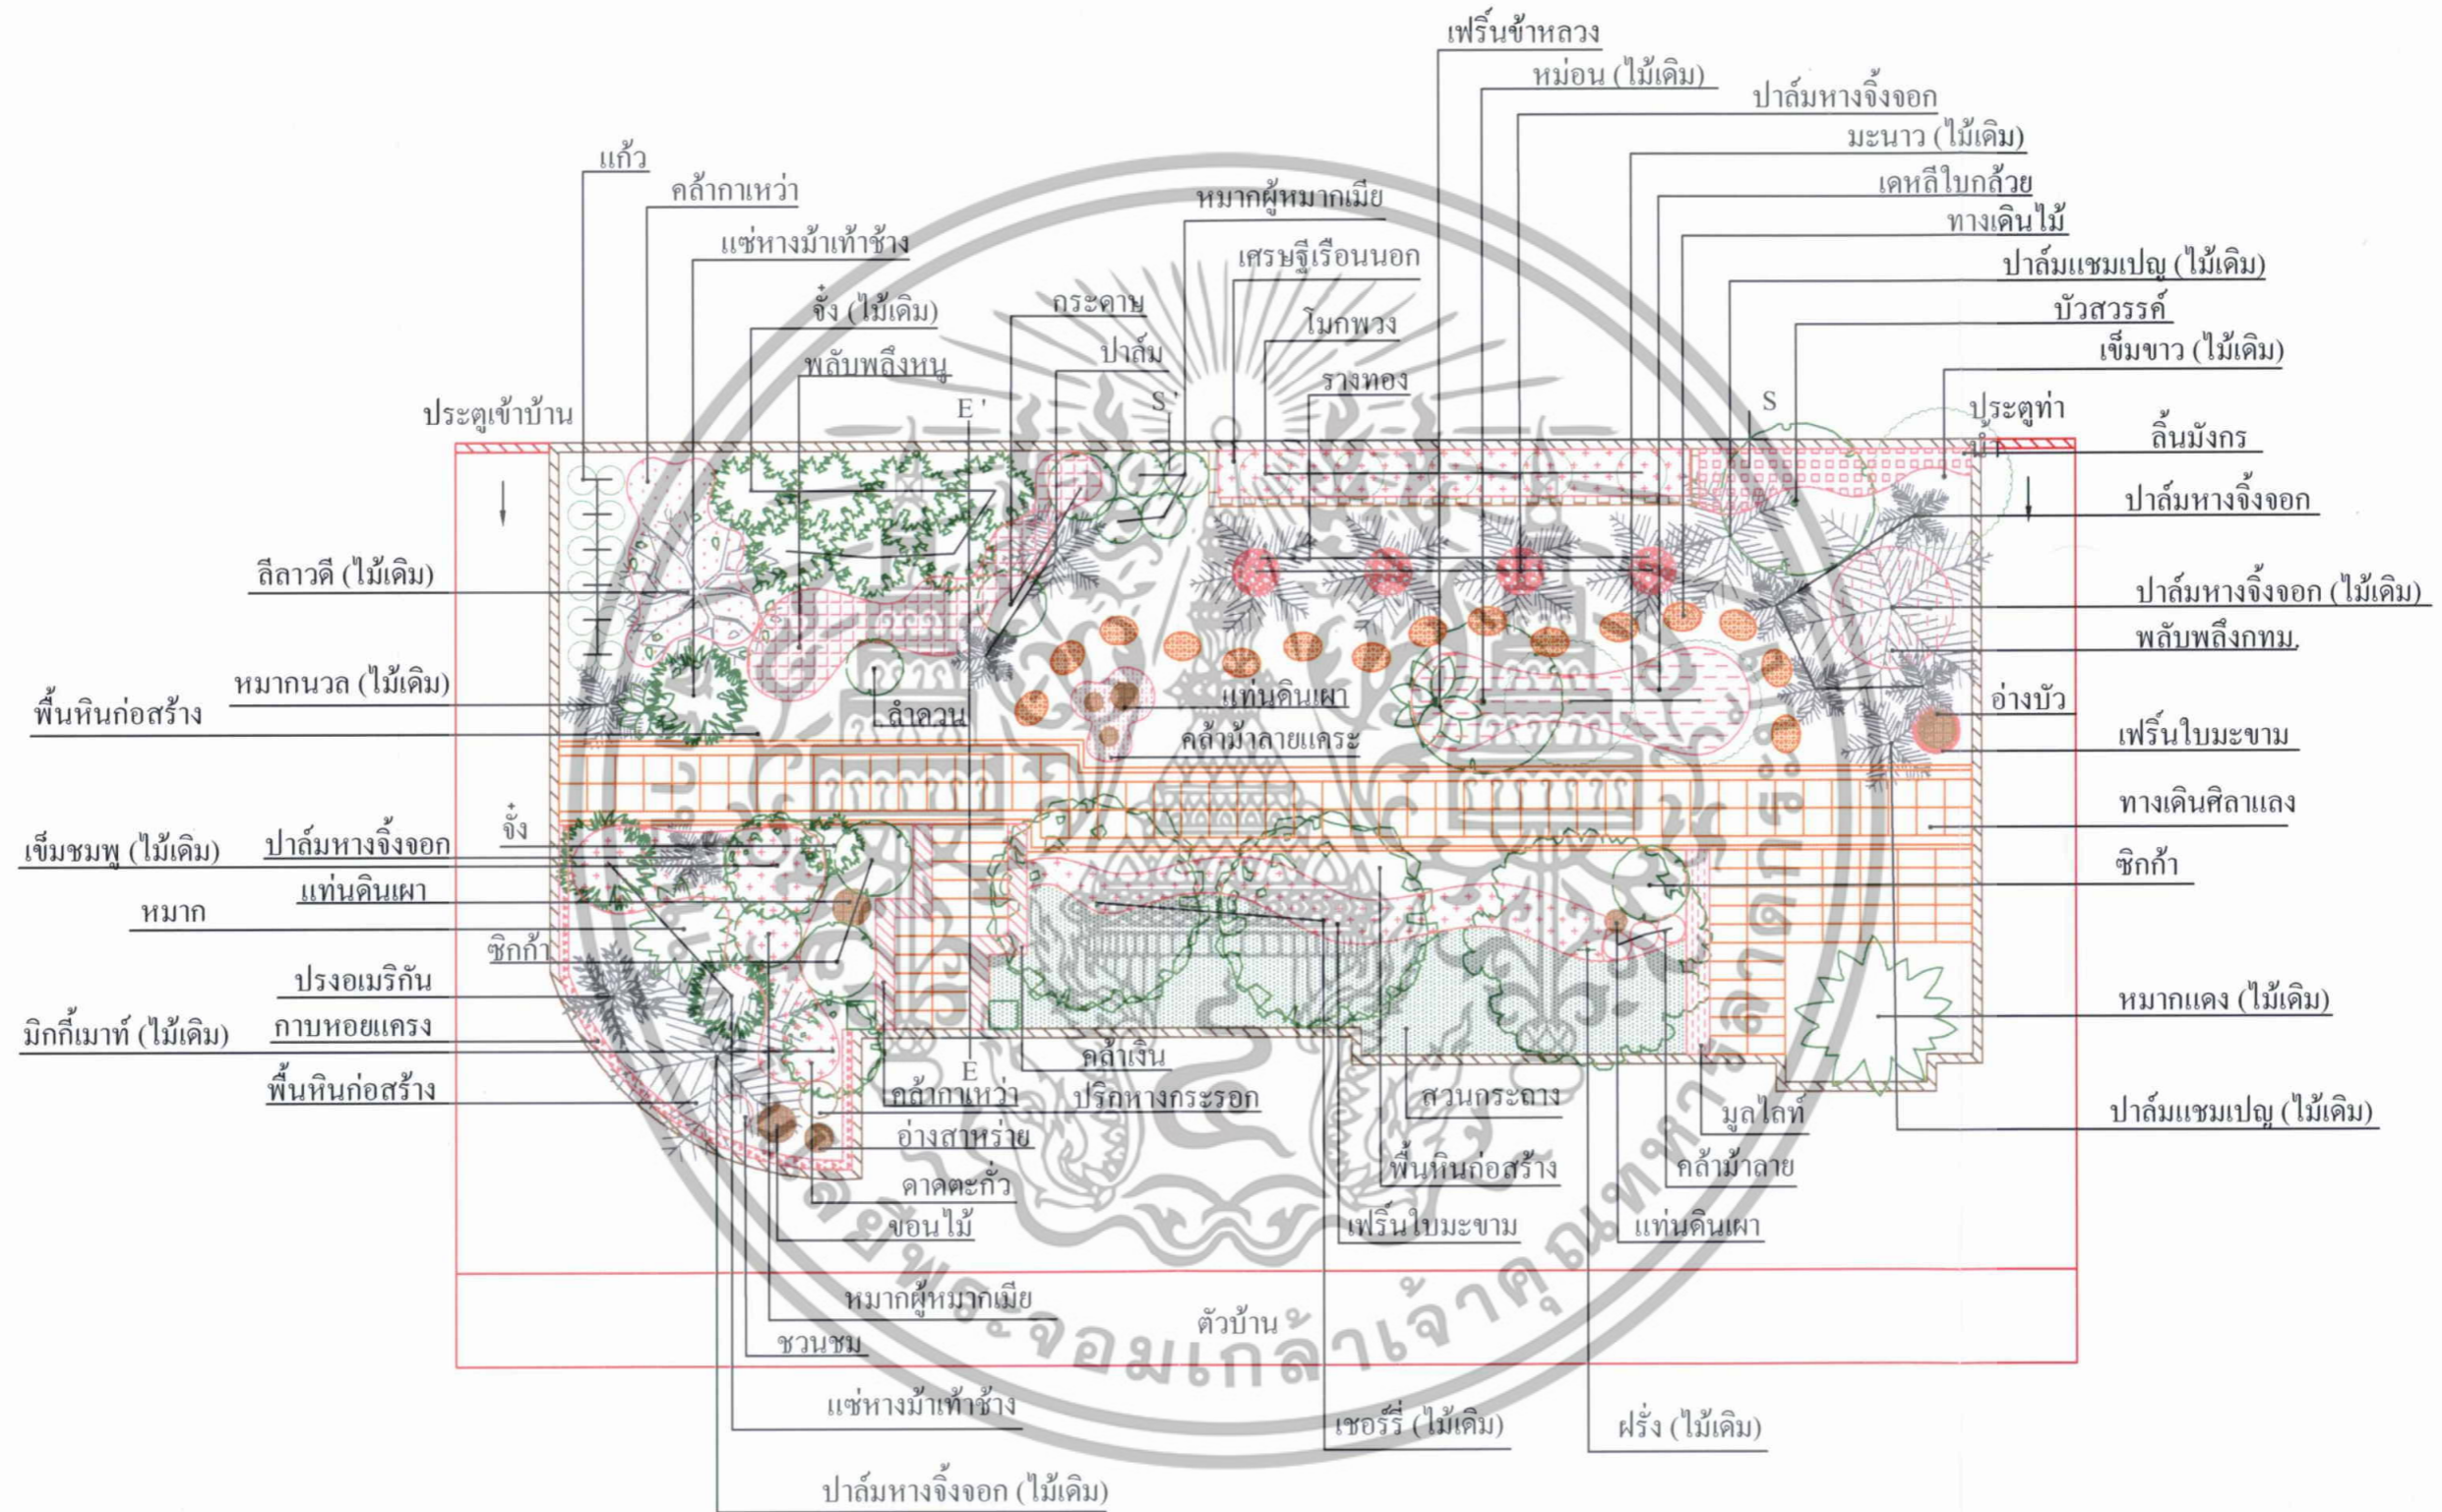 เฟริ์นข้าหลวง
หม่อน (ไม้เดิม)
ปาล์มหางจิ้งจอก
มะนาว (ไม้เดิม)
เดหลีใบกล้วย
ทางเดินไม้
ปาล์มแชมเปญ (ไม้เดิม)
บัวสวรรค์
เข็มขาว (ไม้เดิม)
แก้ว
คล้ากาเหว่า
แซ่หางม้าเท้าช้าง
จั๋ง (ไม้เดิม)
พลับพลึงหนู
กระดาษ
ปาล์ม
หมากผู้หมากเมีย
เศรษฐีเรือนนอก
โมกพวง
รางทอง
ประตูเข้าบ้าน
E '
S '
S
ประตูท่า
น้ำ
ลิ้นมังกร
ปาล์มหางจิ้งจอก
ลีลาวดี (ไม้เดิม)
ปาล์มหางจิ้งจอก (ไม้เดิม)
พลับพลึงกทม.
หมากนวล (ไม้เดิม)
พื้นหินก่อสร้าง
ลำดวน
แท่นดินเผา
คล้าม้าลายแคระ
อ่างบัว
เฟริ์นใบมะขาม
ทางเดินศิลาแลง
จั๋ง
เข็มชมพู (ไม้เดิม)
ปาล์มหางจิ้งจอก
แท่นดินเผา
หมาก
ซิกก้า
ซิกก้า
ปรงอเมริกัน
มิกกี้เมาท์ (ไม้เดิม)
กาบหอยแครง
พื้นหินก่อสร้าง
หมากแดง (ไม้เดิม)
ปาล์มแชมเปญ (ไม้เดิม)
E
คล้าเงิน
คล้ากาเหว่า
ปริกหางกระรอก
อ่างสาหร่าย
ดาดตะกั่ว
ขอนไม้
สวนกระถาง
มูลไลท์
พื้นหินก่อสร้าง
คล้าม้าลาย
เฟริ์นใบมะขาม
แท่นดินเผา
หมากผู้หมากเมีย
ชวนชม
ตัวบ้าน
แซ่หางม้าเท้าช้าง
เชอร์รี่ (ไม้เดิม)
ฝรั่ง (ไม้เดิม)
ปาล์มหางจิ้งจอก (ไม้เดิม)
พระจอมเกล้าเจ้าคุณทหารลาดกระบัง